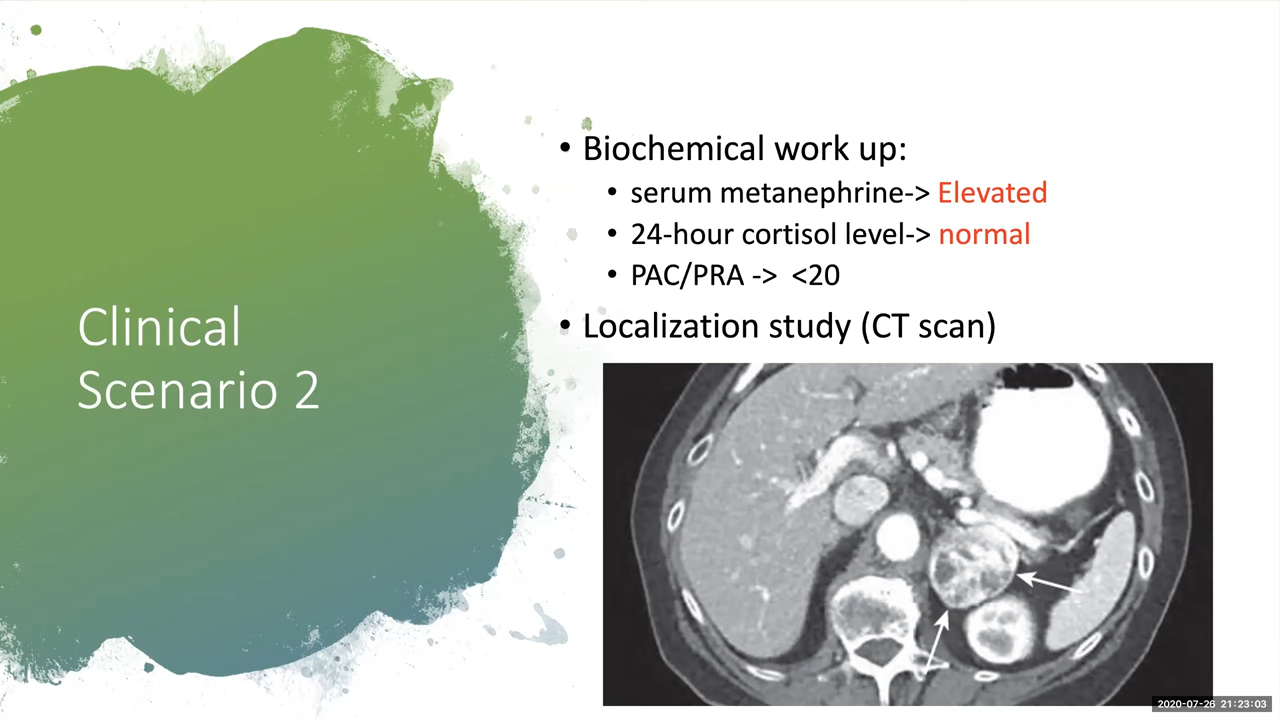 Clinical
Scenario 2
• Biochemical work up:
• serum metanephrine-> Elevated
• 24-hour cortisol level-> normal
• PAC/PRA -> <20
• Localization study (CT scan)
2020-07-26 21:23:03